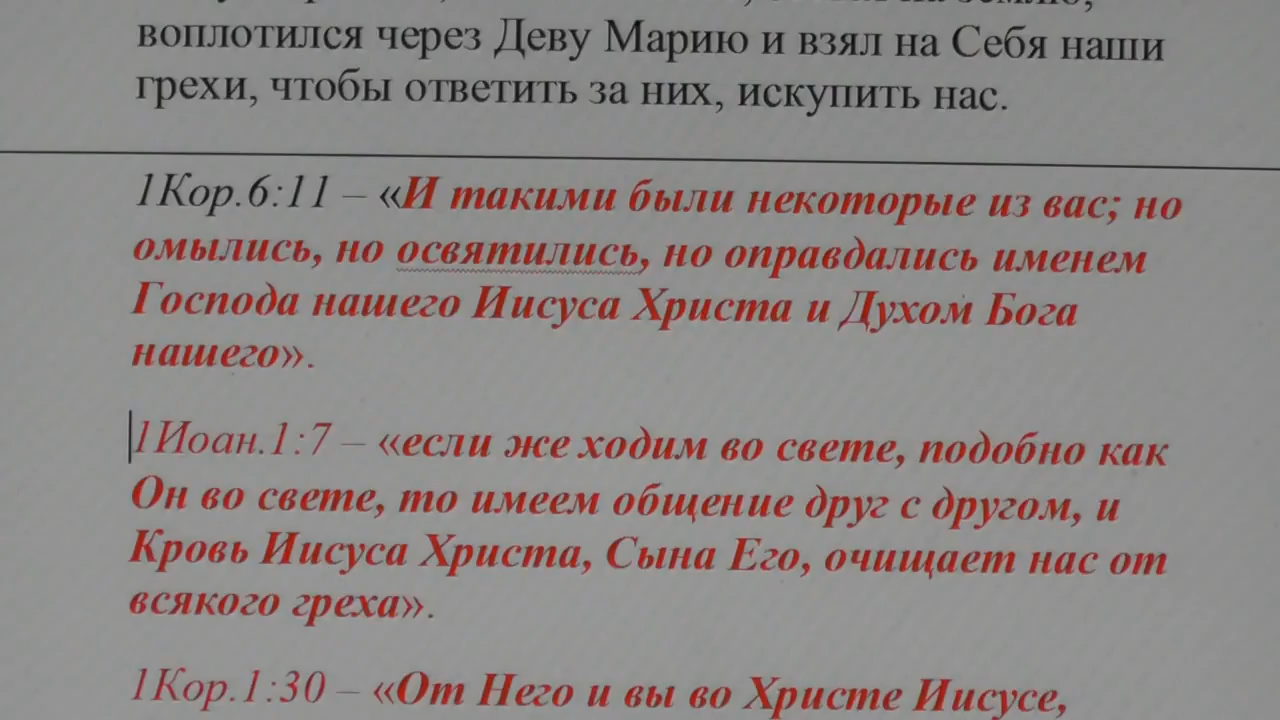 воплотился через Деву Марию и взял на Себя наши
грехи, чтобы ответить за них, искупить нас.
1Кор.6:11 – «И такими были некоторые из вас; но
омылись, но освятились, но оправдались именем
Господа нашего Иисуса Христа и Духом Бога
нашего».
1Иоан.1:7 – «если же ходим во свете, подобно как
Он во свете, то имеем общение друг с другом, и
Кровь Иисуса Христа, Сына Его, очищает нас от
всякого греха».
1Кор.1:30 – «От Него и вы во Христе Иисусе,